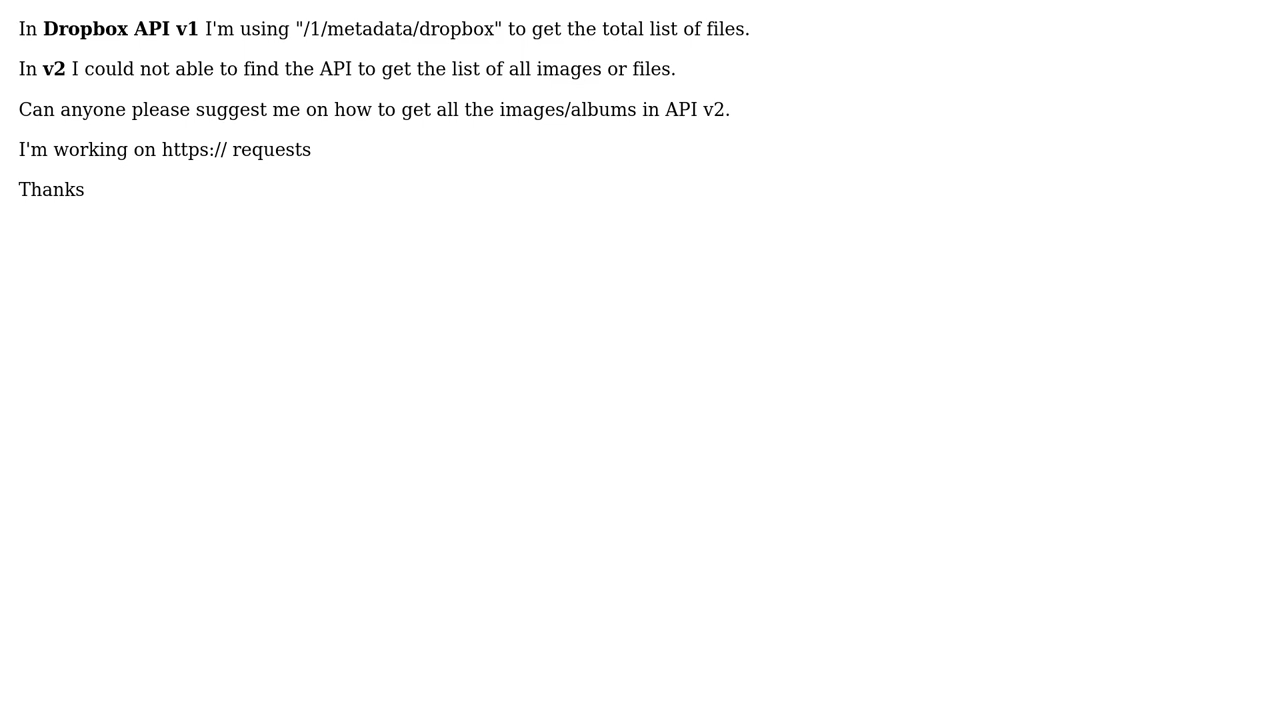 In Dropbox API v1 I'm using "/1/metadata/dropbox" to get the total list of files.
In v2 I could not able to find the API to get the list of all images or files.
Can anyone please suggest me on how to get all the images/albums in API v2.
I'm working on https:// requests
Thanks